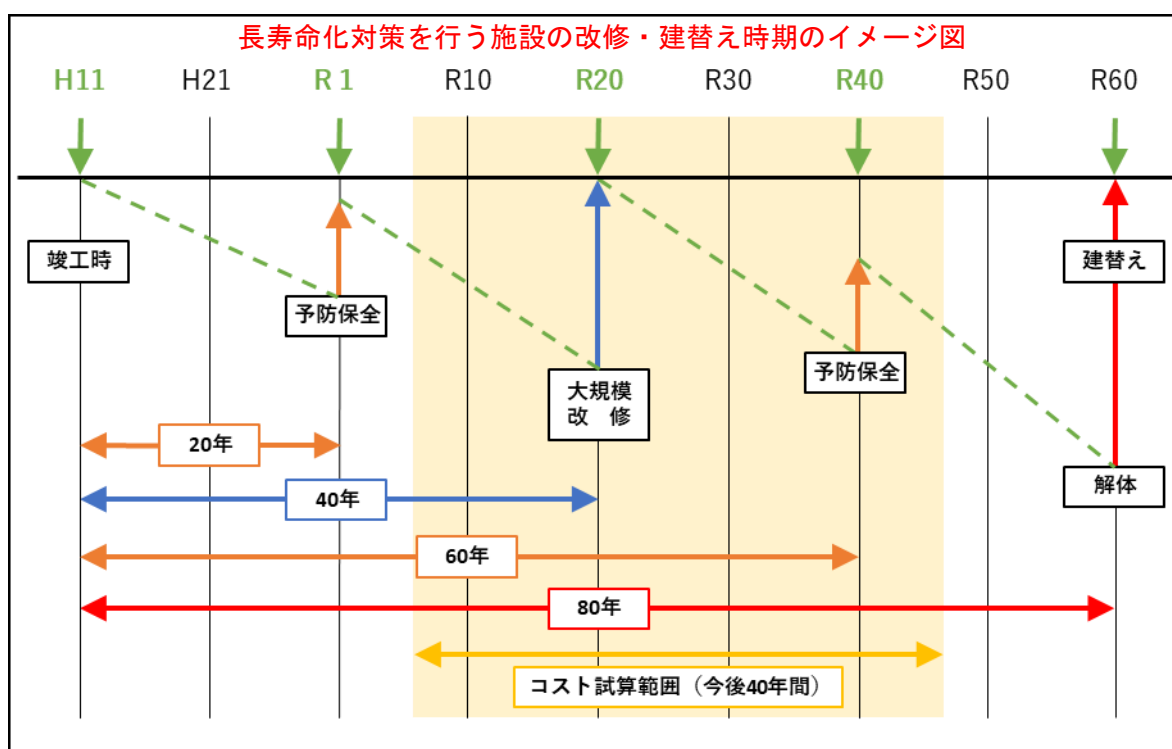 長寿命化対策を行う施設の改修・建替え時期のイメージ図
H11 H21 R 1 R10 R20 R30 R40 R50 R60
竣工時
建替え
予防保全
予防保全
大規模
改　修
20年
解体
40年
60年
80年
コスト試算範囲（今後40年間）